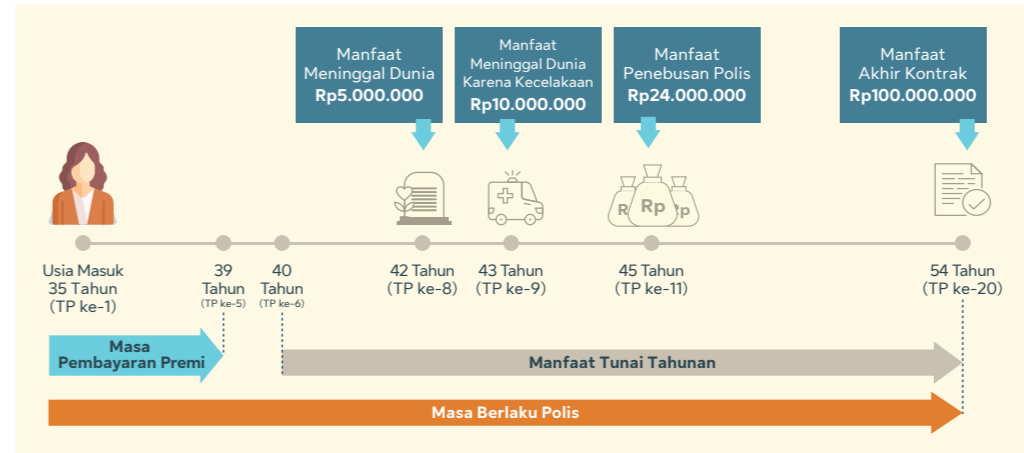 Manfaat
Meninggal Dunia
Rp5.000.000
Manfaat
Meninggal Dunia
Karena Kecelakaan
Rp10.000.000
Manfaat
Penebusan Polis
Rp24.000.000
Manfaat
Akhir Kontrak
Rp100.000.000
R
Rp
p
Usia Masuk
35 Tahun
(TP ke-1)
39
Tahun
(TP ke-5)
40
Tahun
(TP ke-6)
42 Tahun
(TP ke-8)
43 Tahun
(TP ke-9)
45 Tahun
(TP ke-11)
54 Tahun
(TP ke-20)
Masa
Pembayaran Premi
Manfaat Tunai Tahunan
Masa Berlaku Polis